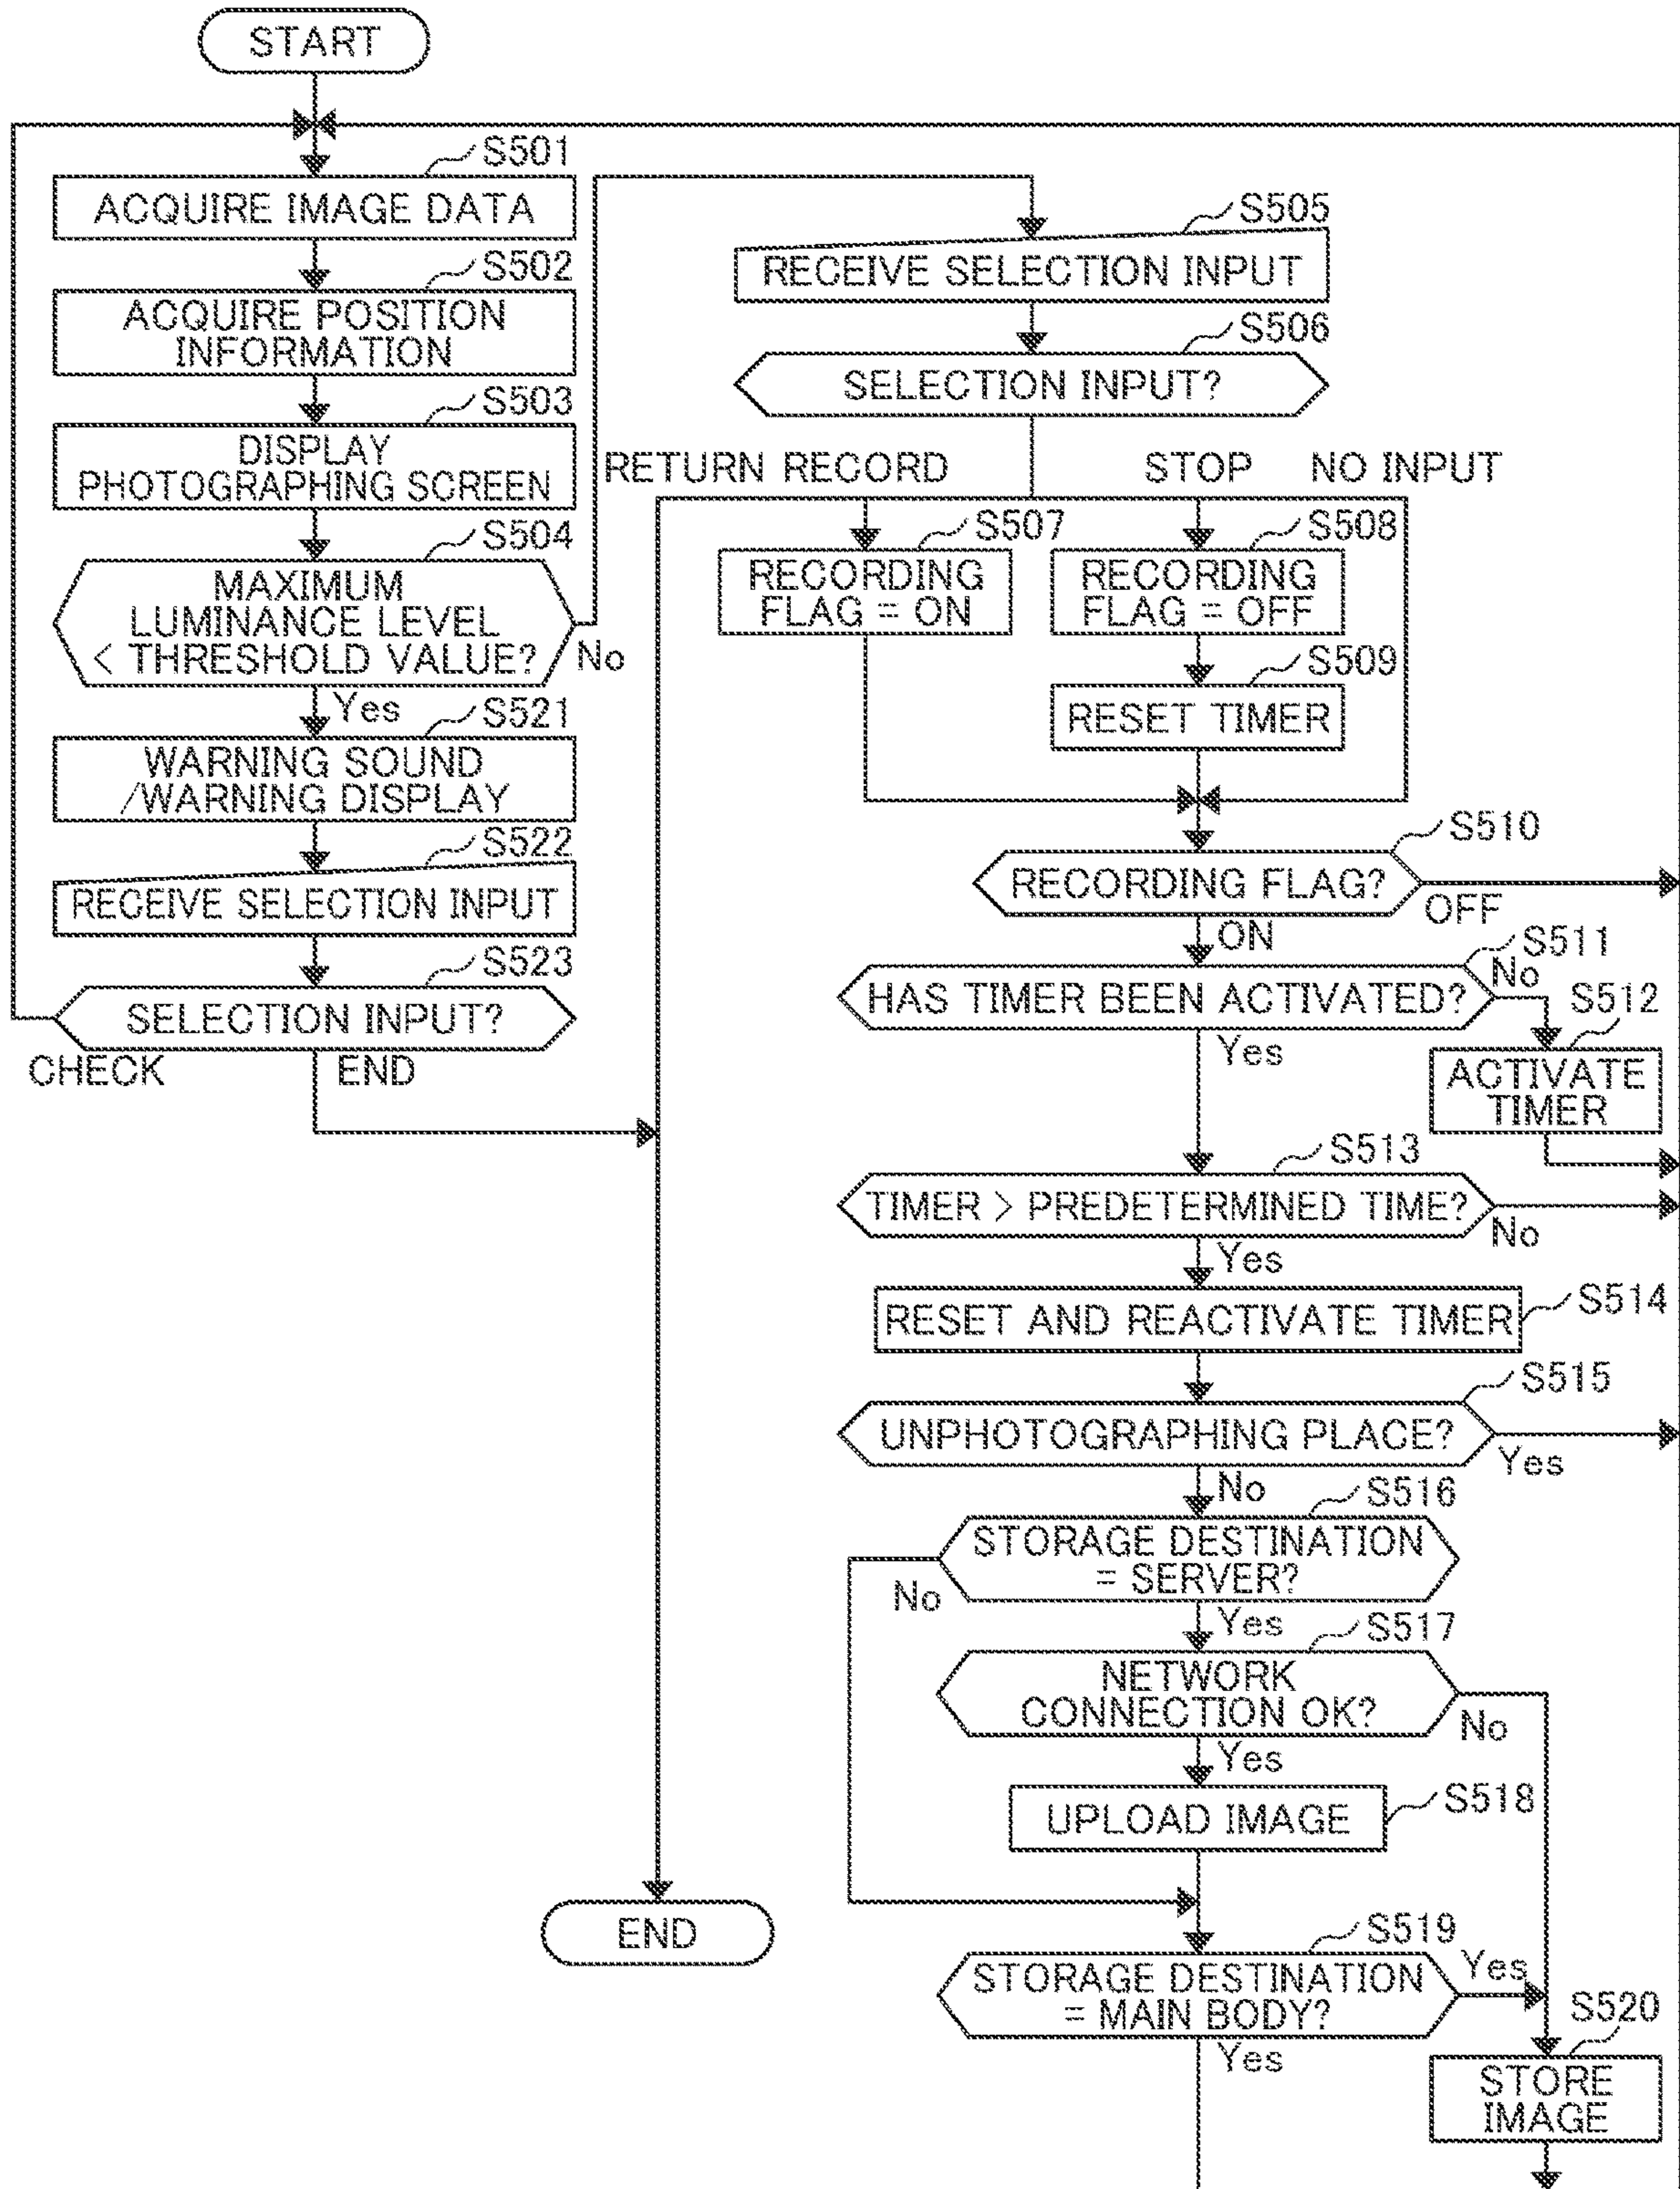 START
S501
ACQUIRE IMAGE DATA
S502
ACQUIRE POSITION
INFORMATION
S503
DISPLAY
PHOTOGRAPHING SCREEN
S504
MAXIMUM
LUMINANCE LEVEL
< THRESHOLD VALUE?
No
Yes
S521
WARNING SOUND
/WARNING DISPLAY
S522
RECEIVE SELECTION INPUT
S523
SELECTION INPUT?
CHECK
END
S505
RECEIVE SELECTION INPUT
S506
SELECTION INPUT?
RETURN RECORD
STOP
NO INPUT
S507
RECORDING
FLAG = ON
S508
RECORDING
FLAG = OFF
S509
RESET TIMER
S510
RECORDING FLAG?
OFF
ON
S511
HAS TIMER BEEN ACTIVATED?
No
Yes
S512
ACTIVATE
TIMER
S513
TIMER > PREDETERMINED TIME?
No
Yes
S514
RESET AND REACTIVATE TIMER
S515
UNPHOTOGRAPHING PLACE?
Yes
No
S516
STORAGE DESTINATION
= SERVER?
No
Yes
S517
NETWORK
CONNECTION OK?
No
Yes
S518
UPLOAD IMAGE
END
S519
STORAGE DESTINATION
= MAIN BODY?
Yes
Yes
S520
STORE
IMAGE